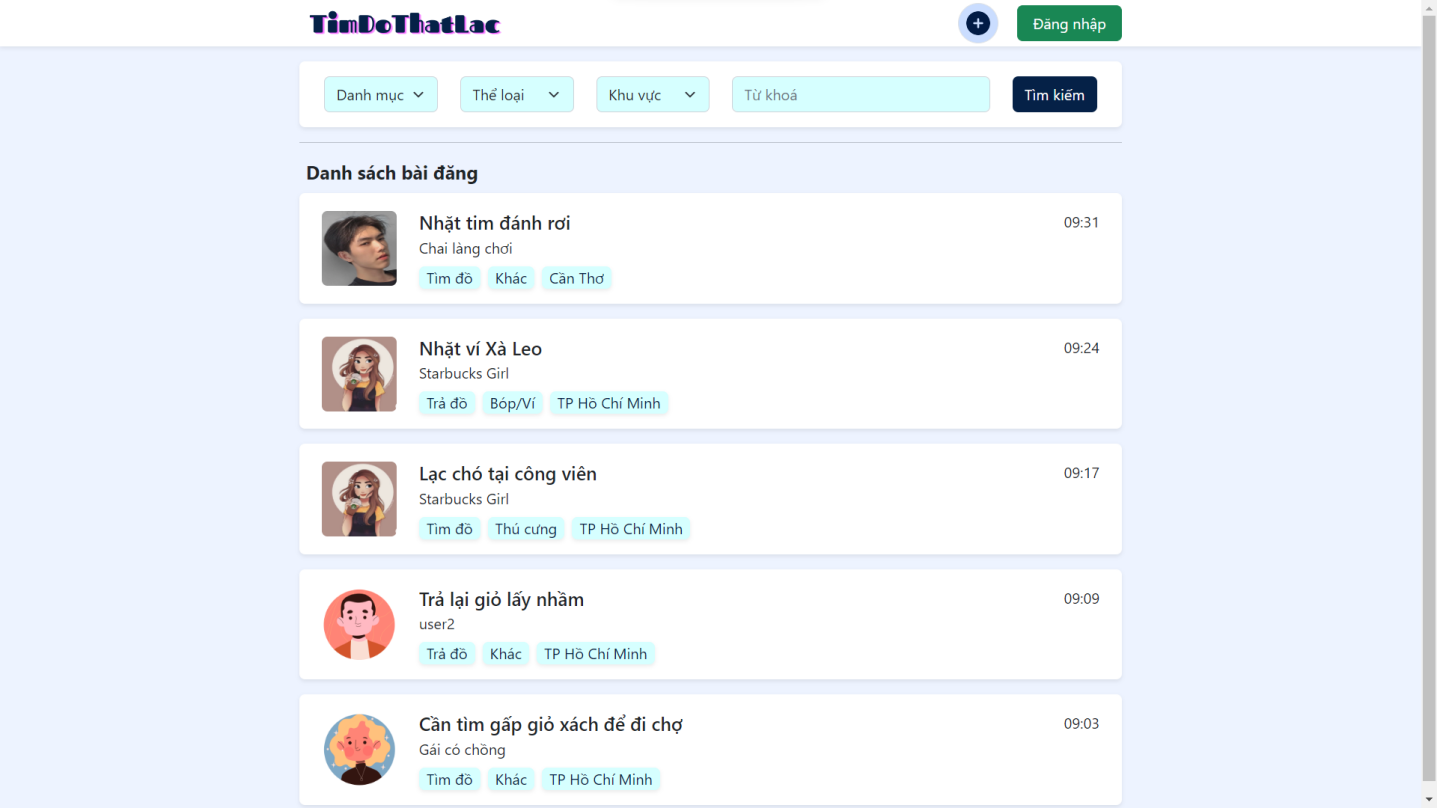 TimDoThatLac
Đăng nhập
Danh mục Thể loại Khu vực Từ khoá Tìm kiếm
Danh sách bài đăng
Nhặt tim đánh rơi 09:31
Chai làng chơi
Tìm đồ Khác Cần Thơ
Nhặt ví Xà Leo 09:24
Starbucks Girl
Trả đồ Bóp/Ví TP Hồ Chí Minh
Lạc chó tại công viên 09:17
Starbucks Girl
Tìm đồ Thú cưng TP Hồ Chí Minh
Trả lại giỏ lấy nhầm 09:09
user2
Trả đồ Khác TP Hồ Chí Minh
Cần tìm gấp giỏ xách để đi chợ 09:03
Gái có chồng
Tìm đồ Khác TP Hồ Chí Minh